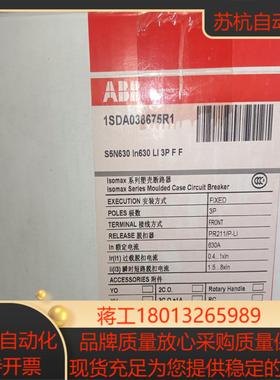 苏杭自动化
ABB
1SDA038675R1
S5N630 In630 LI 3P F F
Isomax 系列塑壳断路器
Isomax Series Moulded Case Circuit Breaker
EXECUTION 安装方式 FIXED
POLES 极数 3P
TERMINAL 接线方式 FRONT
RELEASE 脱扣器 PR211/P-LI
In 额定电流 630A
Ir(I1) 过载脱扣电流 0.4...1xIn
Ii(I3) 瞬时短路脱扣电流 1.5...8xIn
ACCESSORIES 附件
YO 2C O. Rotary Handle
蒋工18013265989
自动化 品牌质量放心采购质量保
开票 现货充足为您提供贴心的服